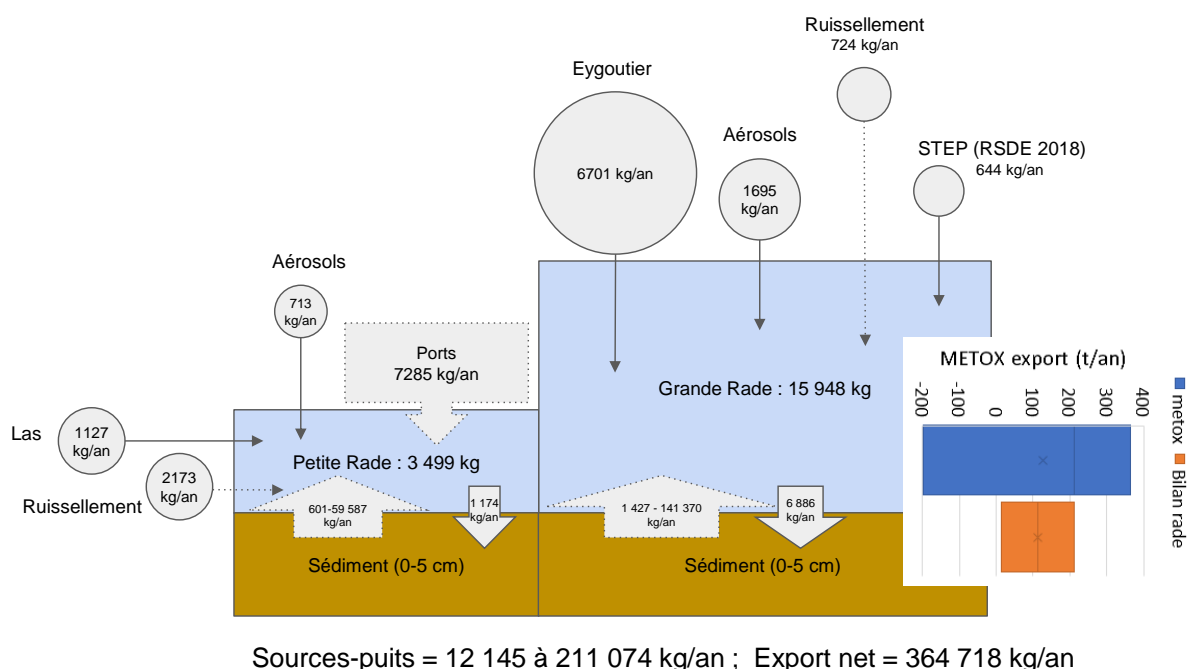 Ruissellement
724 kg/an
Eygoutier
6701 kg/an
Aérosols
1695
kg/an
STEP (RSDE 2018)
644 kg/an
Aérosols
713
kg/an
Ports
7285 kg/an
Grande Rade : 15 948 kg
Las
1127
kg/an
Petite Rade : 3 499 kg
2173
kg/an
Ruissellement
601-59 587
kg/an
1 174
kg/an
1 427 - 141 370
kg/an
6 886
kg/an
Sédiment (0-5 cm)
Sédiment (0-5 cm)
METOX export (t/an)
-200
-100
0
100
200
300
400
metox
Bilan rade
Sources-puits = 12 145 à 211 074 kg/an ; Export net = 364 718 kg/an